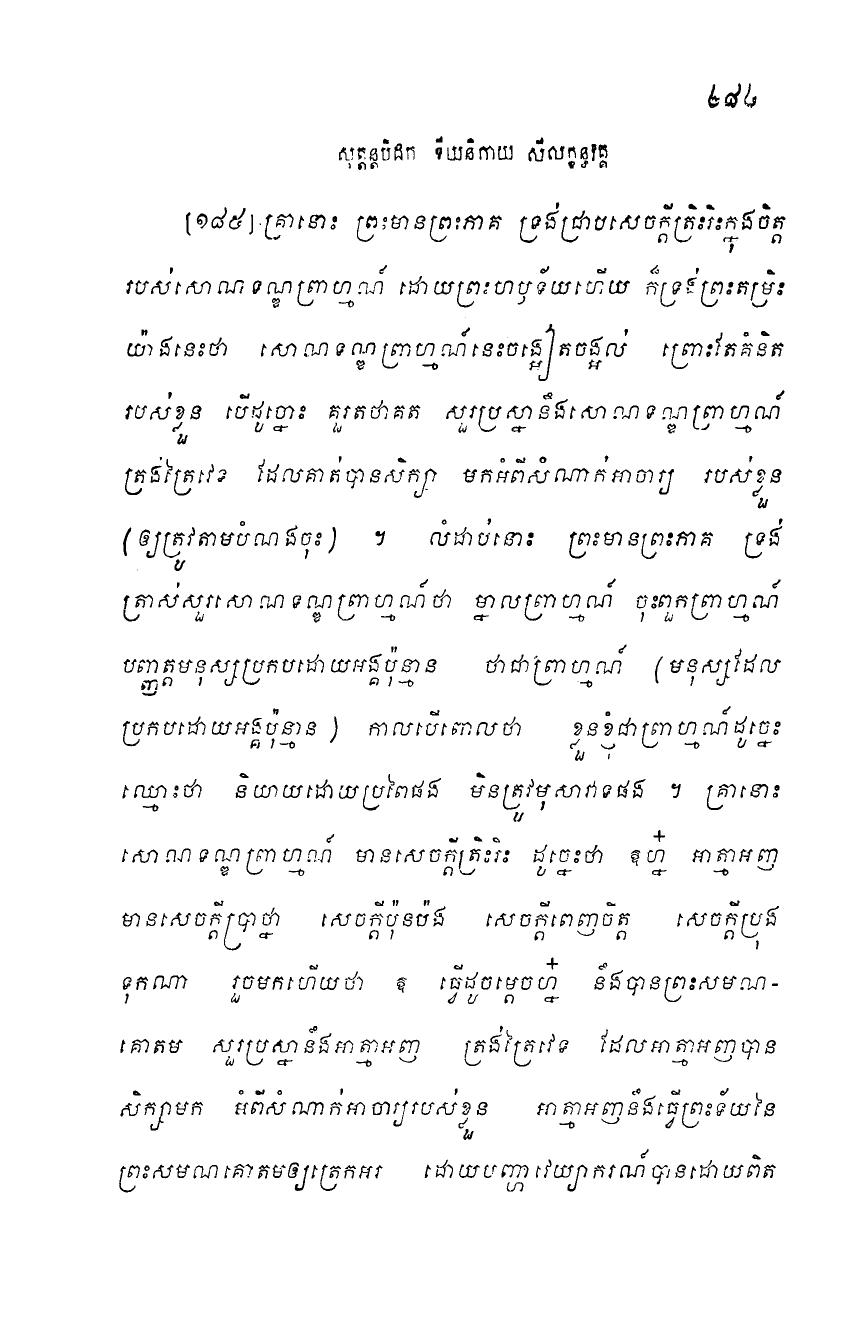 ៤៨៤
សុត្តន្តបិដក ទីឃនិកាយ សីលក្ខន្ធវគ្គ
[១៨៥] គ្រានោះ ព្រះមានព្រះភាគ ទ្រង់ជ្រាបសេចក្តីត្រិះរិះក្នុងចិត្ត
របស់សោណទណ្ឌព្រាហ្មណ៍ ដោយព្រះហឫទ័យហើយ ក៏ទ្រង់ព្រះតម្រិះ
យ៉ាងនេះថា សោណទណ្ឌព្រាហ្មណ៍នេះចង្អៀតចង្អល់ ព្រោះតែគំនិត
របស់ខ្លួន បើដូច្នោះ គួរតថាគត សួរប្រស្នានឹងសោណទណ្ឌព្រាហ្មណ៍
ត្រង់ត្រៃវេទ ដែលគាត់បានសិក្សា មកអំពីសំណាក់អាចារ្យ របស់ខ្លួន
(ឲ្យត្រូវតាមបំណងចុះ) ។ លំដាប់នោះ ព្រះមានព្រះភាគ ទ្រង់
ត្រាស់សួរសោណទណ្ឌព្រាហ្មណ៍ថា ម្នាលព្រាហ្មណ៍ ចុះពួកព្រាហ្មណ៍
បញ្ញត្តមនុស្សប្រកបដោយអង្គប៉ុន្មាន ថាជាព្រាហ្មណ៍ (មនុស្សដែល
ប្រកបដោយអង្គប៉ុន្មាន) កាលបើពោលថា ខ្លួនខ្ញុំជាព្រាហ្មណ៍ដូច្នេះ
ឈ្មោះថា និយាយដោយប្រពៃផង មិនត្រូវមុសាវាទផង ។ គ្រានោះ
សោណទណ្ឌព្រាហ្មណ៍ មានសេចក្តីត្រិះរិះ ដូច្នេះថា ឧហ្ន៎ អាត្មាអញ
មានសេចក្តីប្រាថ្នា សេចក្តីប៉ុនប៉ង សេចក្តីពេញចិត្ត សេចក្តីប្រុង
ទុកណា រួចមកហើយថា ឧ ធ្វើដូចម្តេចហ្ន៎ នឹងបានព្រះសមណ-
គោតម សួរប្រស្នានឹងអាត្មាអញ ត្រង់ត្រៃវេទ ដែលអាត្មាអញបាន
សិក្សាមក អំពីសំណាក់អាចារ្យរបស់ខ្លួន អាត្មាអញនឹងធ្វើព្រះទ័យនៃ
ព្រះសមណគោតមឲ្យត្រេកអរ ដោយបញ្ហាវេយ្យាករណ៍បានដោយពិត